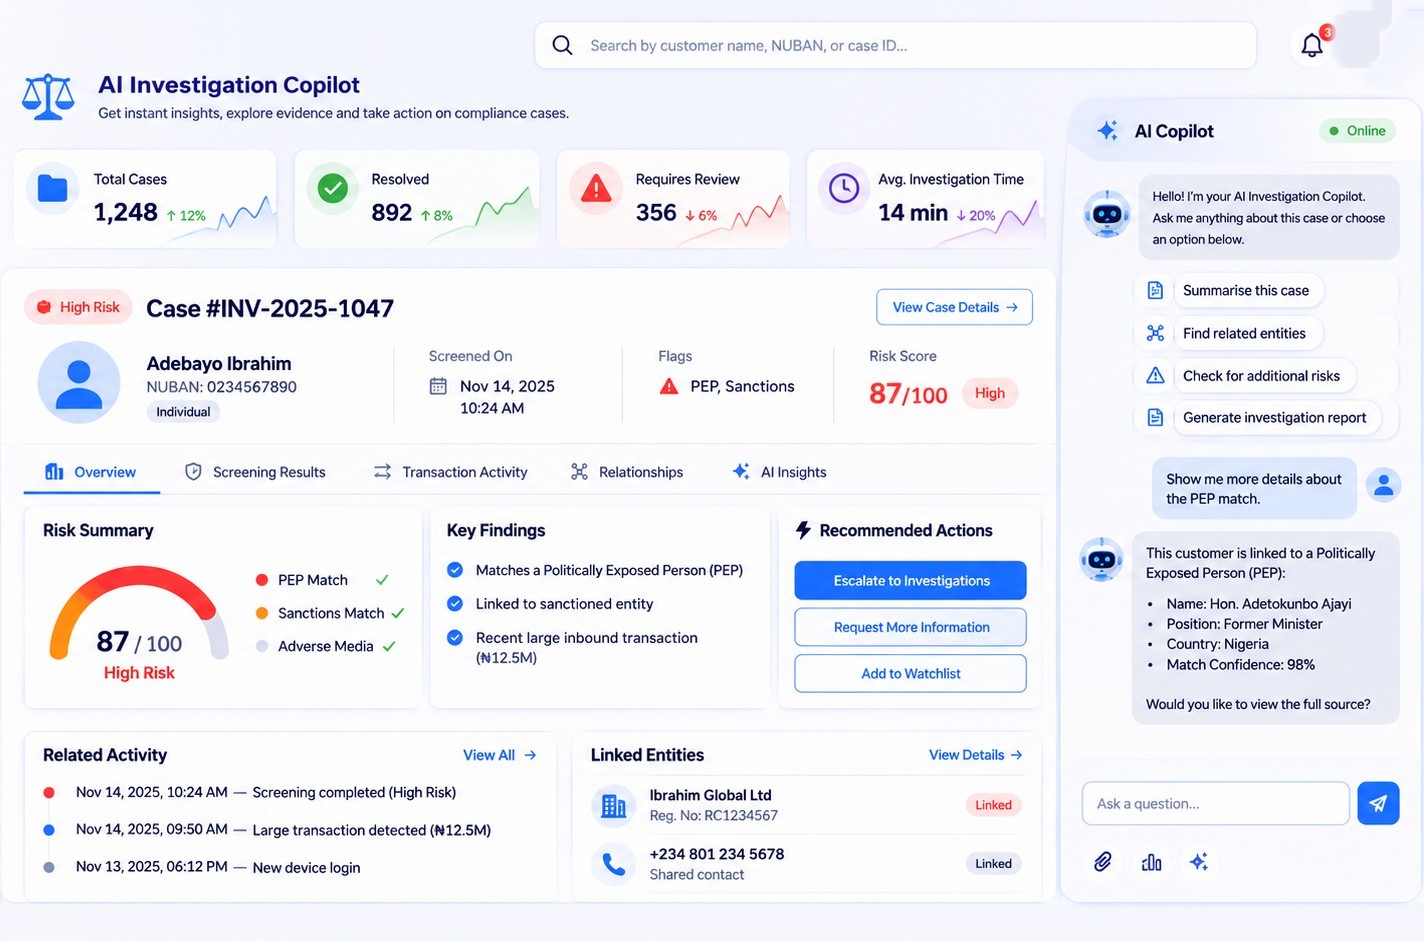 Search by customer name, NUBAN, or case ID...
3
AI Investigation Copilot
Get instant insights, explore evidence and take action on compliance cases.
Total Cases
1,248 ↑ 12%
Resolved
892 ↑ 8%
Requires Review
356 ↓ 6%
Avg. Investigation Time
14 min ↓ 20%
High Risk
Case #INV-2025-1047
View Case Details →
Adebayo Ibrahim
NUBAN: 0234567890
Individual
Screened On
Nov 14, 2025
10:24 AM
Flags
PEP, Sanctions
Risk Score
87/100 High
Overview
Screening Results
Transaction Activity
Relationships
AI Insights
Risk Summary
87 / 100
High Risk
PEP Match
Sanctions Match
Adverse Media
Key Findings
Matches a Politically Exposed Person (PEP)
Linked to sanctioned entity
Recent large inbound transaction
(₦12.5M)
Recommended Actions
Escalate to Investigations
Request More Information
Add to Watchlist
Related Activity
View All →
Nov 14, 2025, 10:24 AM — Screening completed (High Risk)
Nov 14, 2025, 09:50 AM — Large transaction detected (₦12.5M)
Nov 13, 2025, 06:12 PM — New device login
Linked Entities
View Details →
Ibrahim Global Ltd
Reg. No: RC1234567
Linked
+234 801 234 5678
Shared contact
Linked
AI Copilot
Online
Hello! I'm your AI Investigation Copilot.
Ask me anything about this case or choose
an option below.
Summarise this case
Find related entities
Check for additional risks
Generate investigation report
Show me more details about
the PEP match.
This customer is linked to a Politically
Exposed Person (PEP):
• Name: Hon. Adetokunbo Ajayi
• Position: Former Minister
• Country: Nigeria
• Match Confidence: 98%
Would you like to view the full source?
Ask a question...